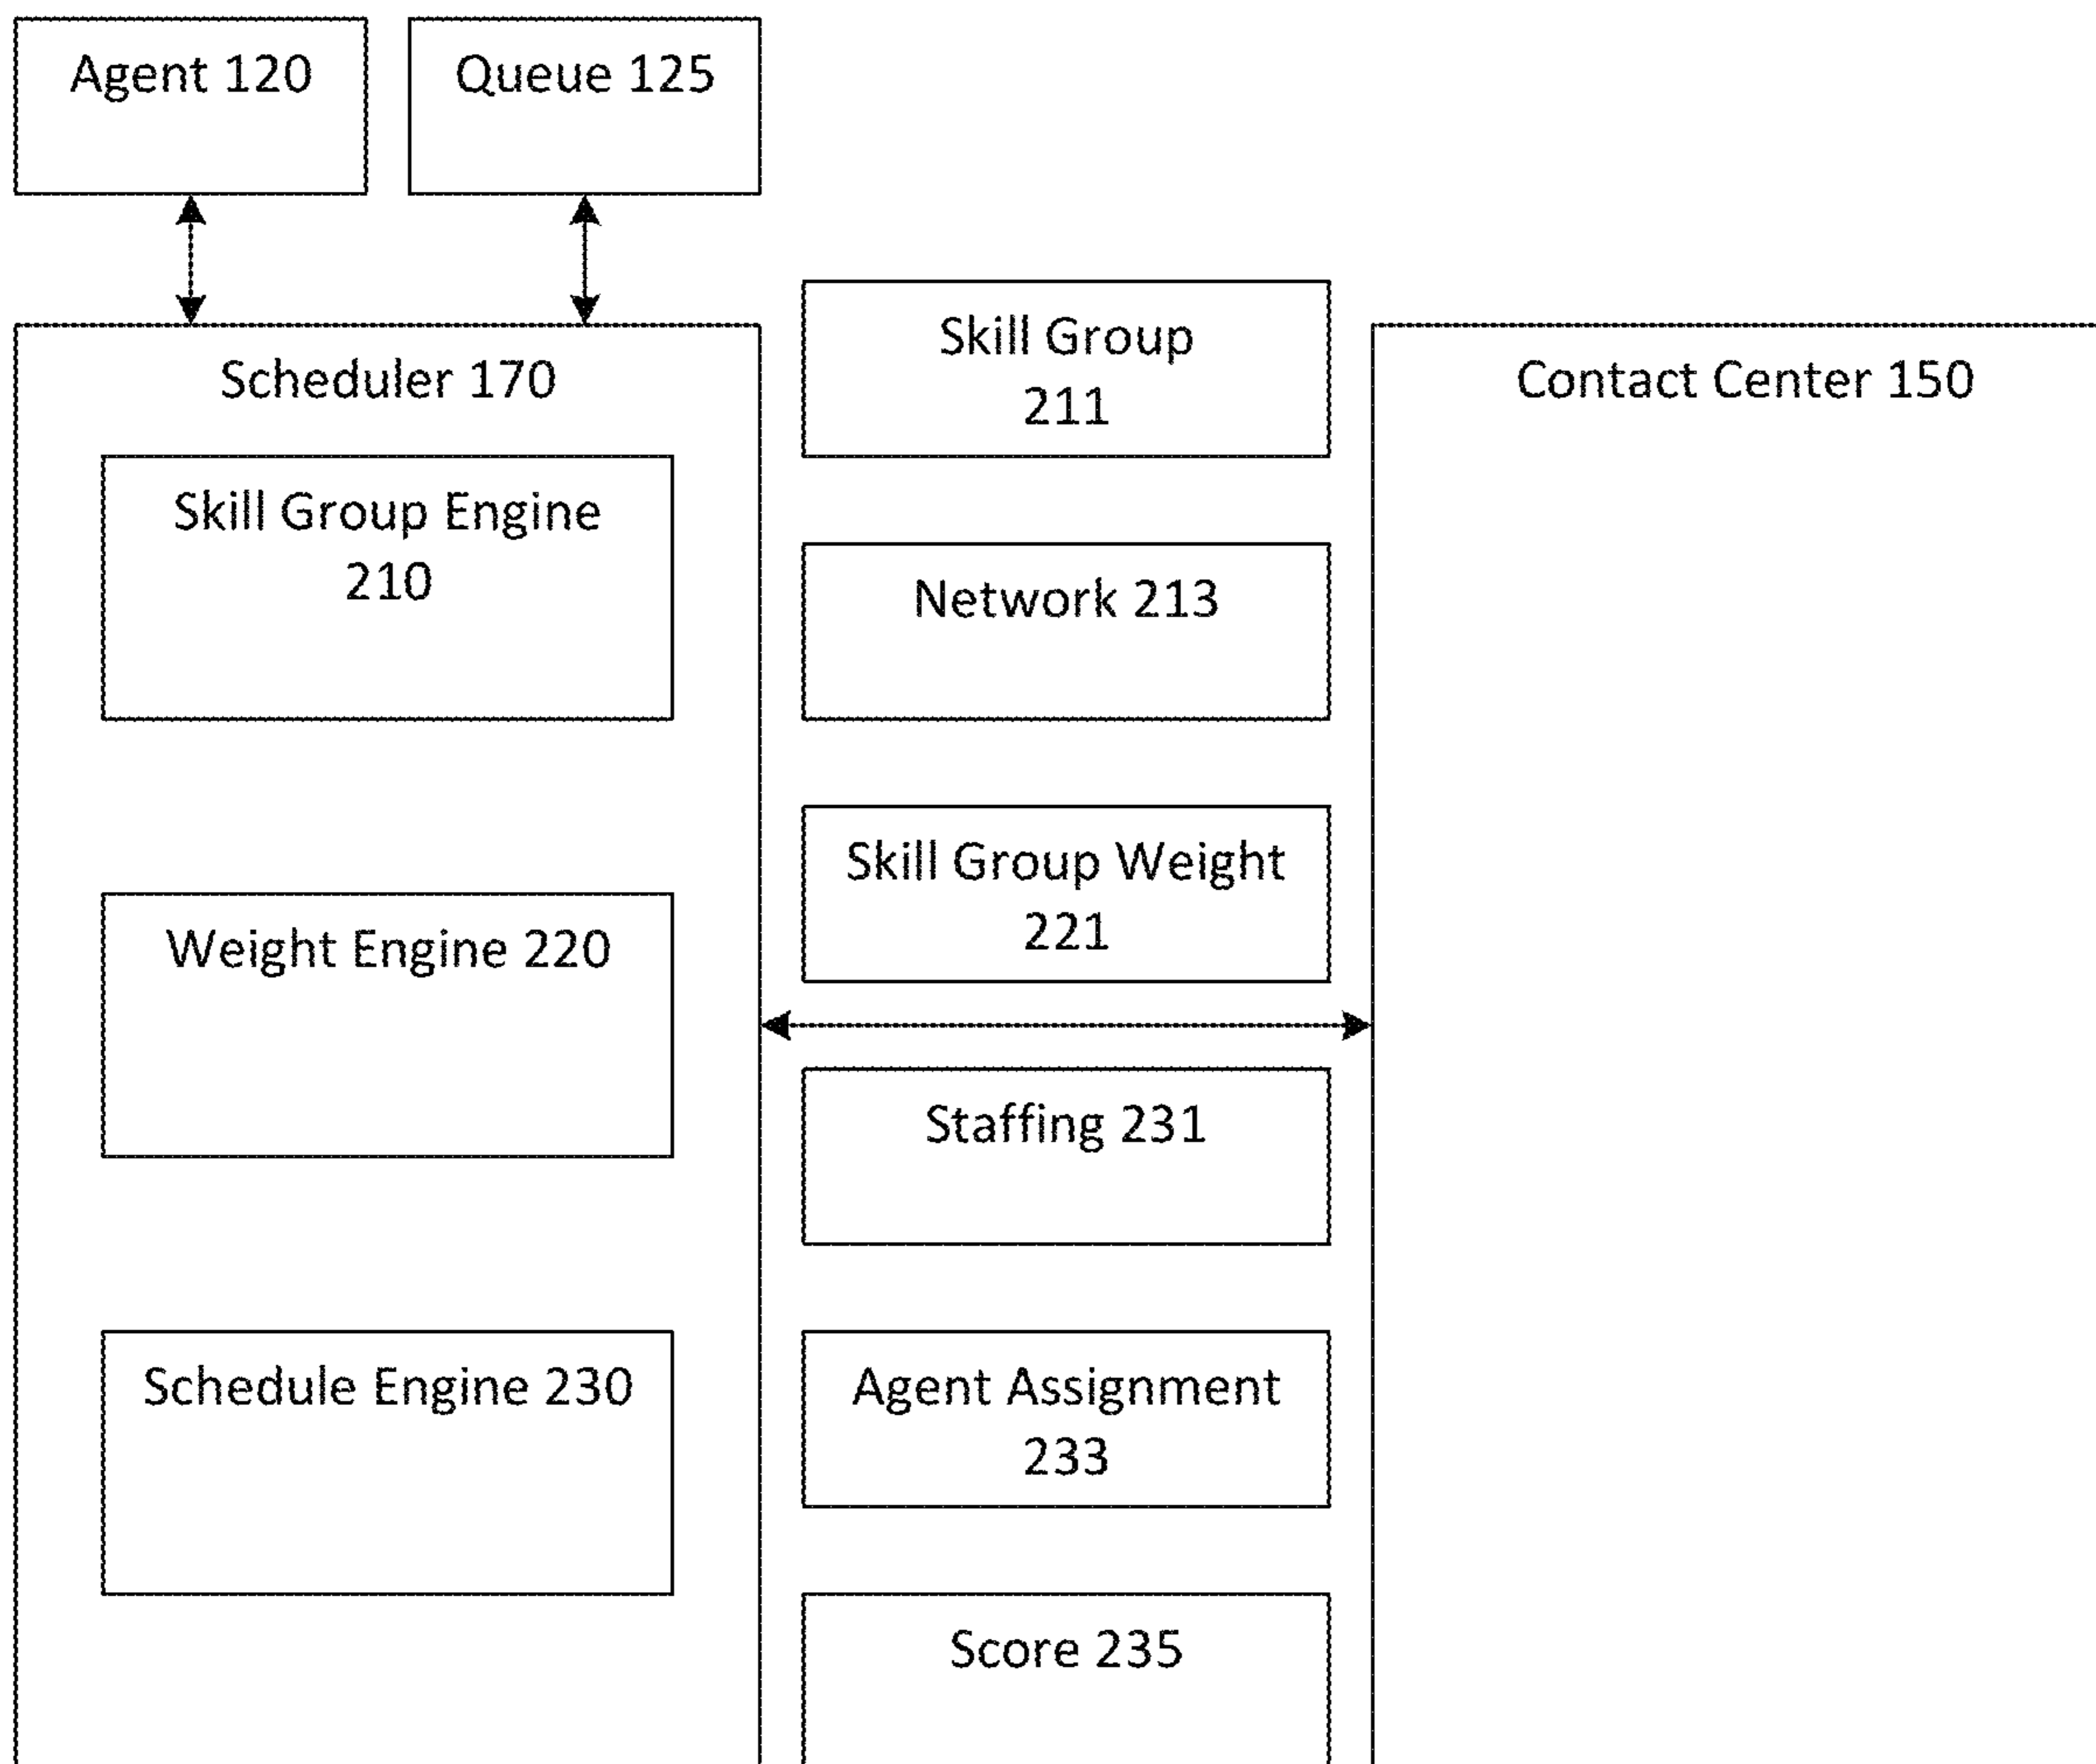 Agent 120
Queue 125
Scheduler 170
Skill Group Engine
210
Weight Engine 220
Schedule Engine 230
Skill Group
211
Network 213
Skill Group Weight
221
Staffing 231
Agent Assignment
233
Score 235
Contact Center 150